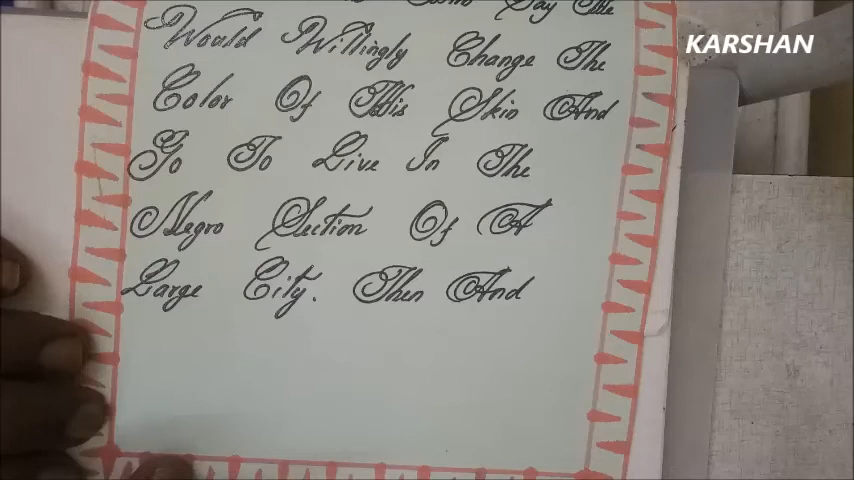 Say
Would Willingly Change The
KARSHAN
Color Of His Skin And
Go To Live In The
Negro Section Of A
Large City. Then And